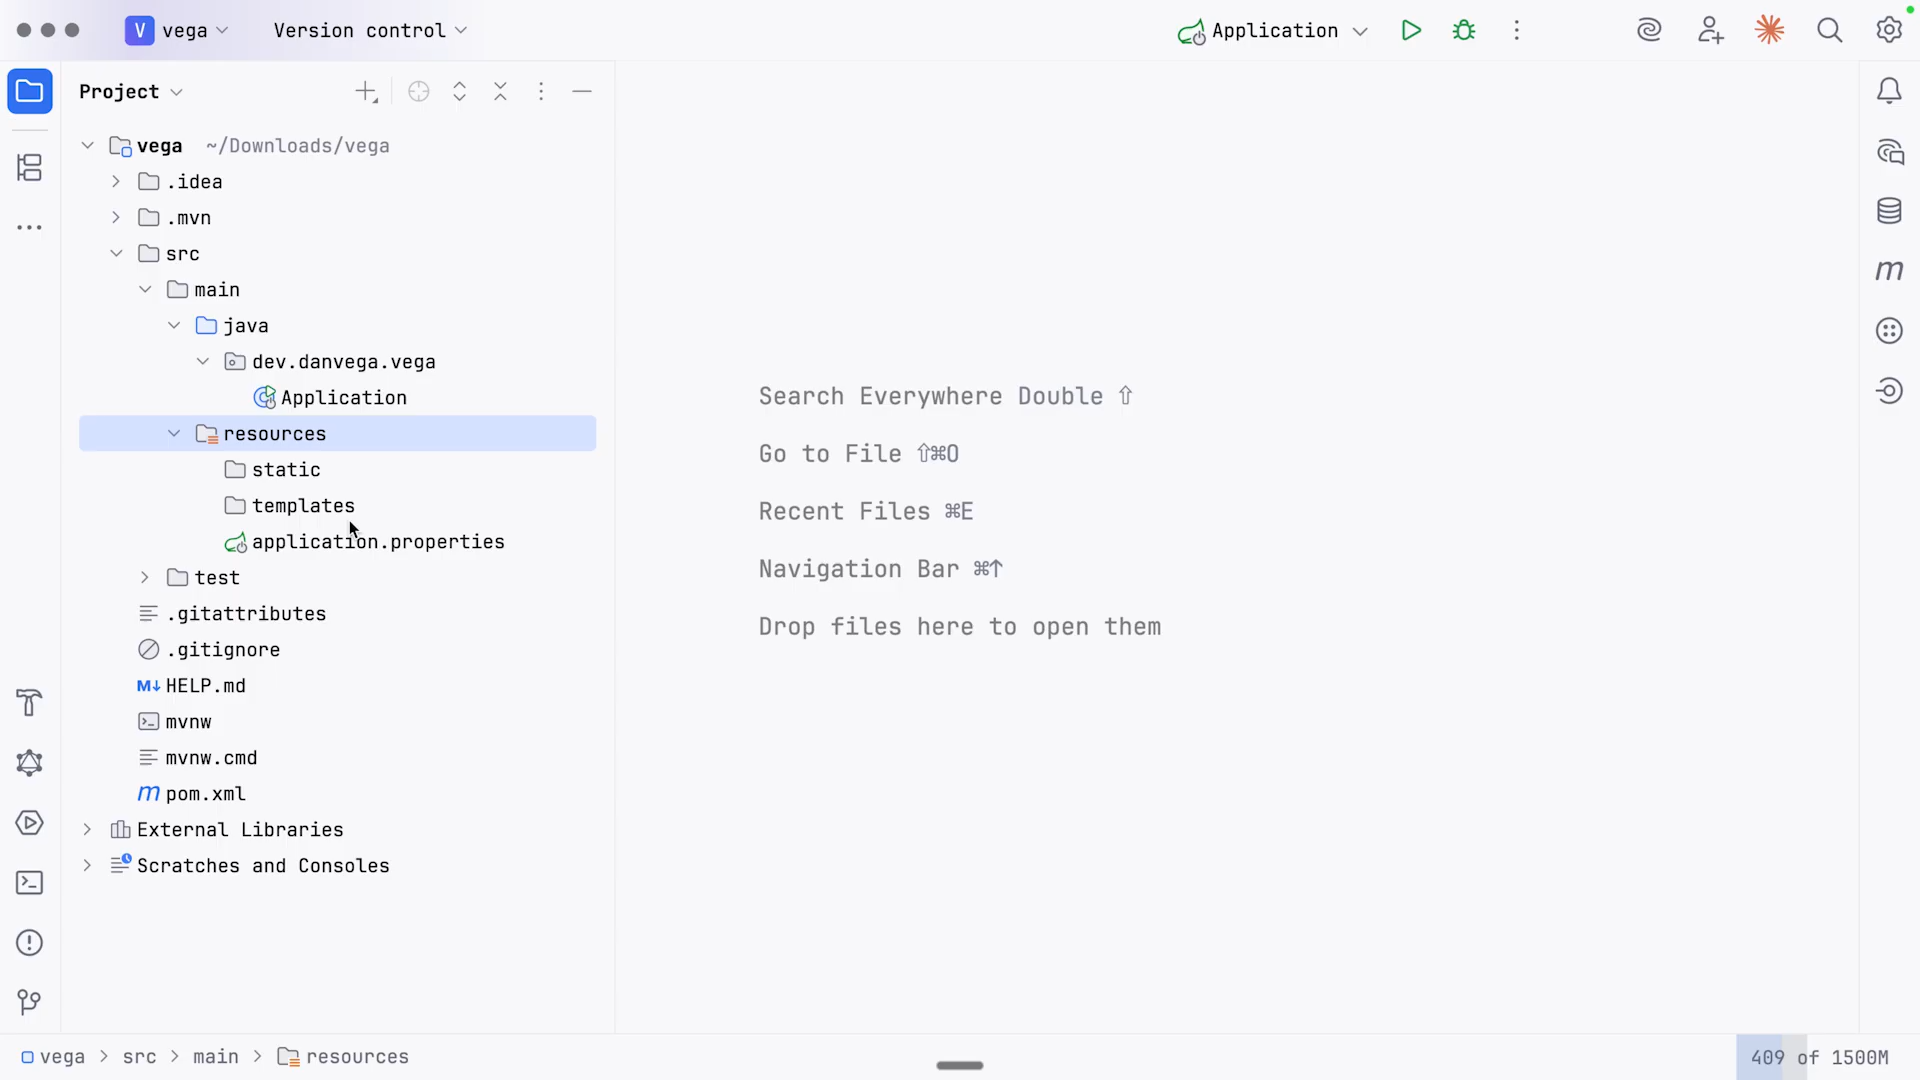 V vega Version control Application
Project
vega ~/Downloads/vega
.idea
.mvn
src
main
java
dev.danvega.vega
Application
resources
static
templates
application.properties
test
.gitattributes
.gitignore
M↓ HELP.md
mvnw
mvnw.cmd
m pom.xml
External Libraries
Scratches and Consoles
Search Everywhere Double ⇧
Go to File ⇧⌘O
Recent Files ⌘E
Navigation Bar ⌘↑
Drop files here to open them
m
vega > src > main > resources
409 of 1500M